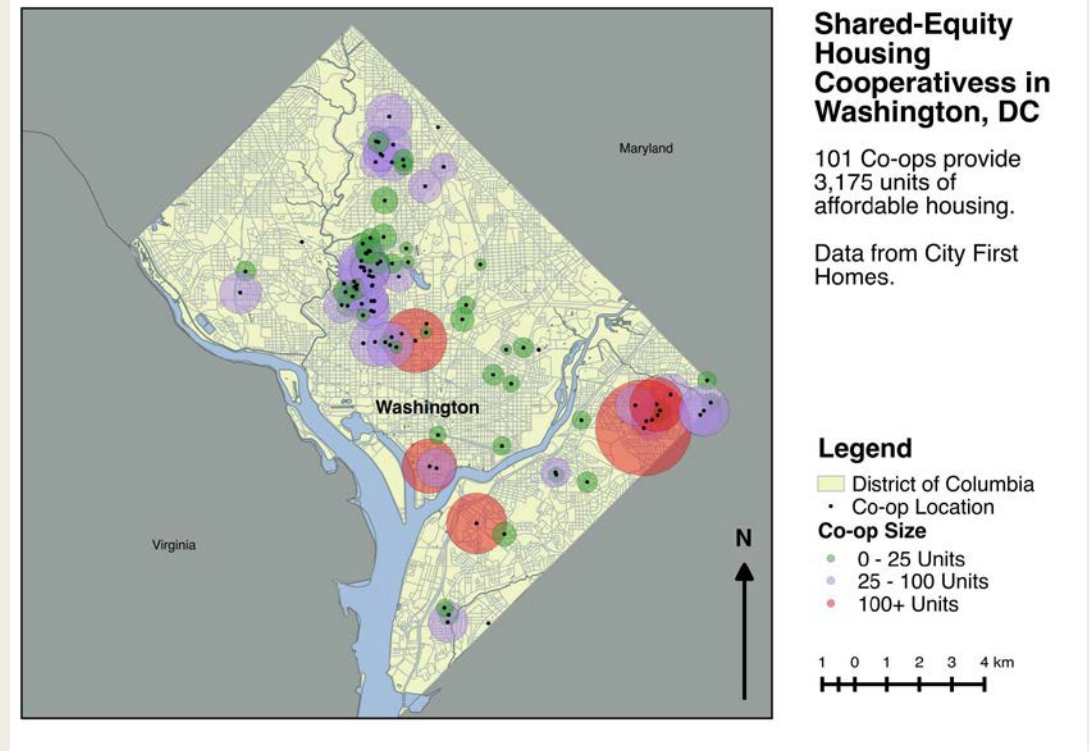 Shared-Equity
Housing
Cooperativess in
Washington, DC
101 Co-ops provide
3,175 units of
affordable housing.
Data from City First
Homes.
Maryland
Washington
Virginia
N
Legend
District of Columbia
Co-op Location
Co-op Size
0 - 25 Units
25 - 100 Units
100+ Units
1 0 1 2 3 4 km